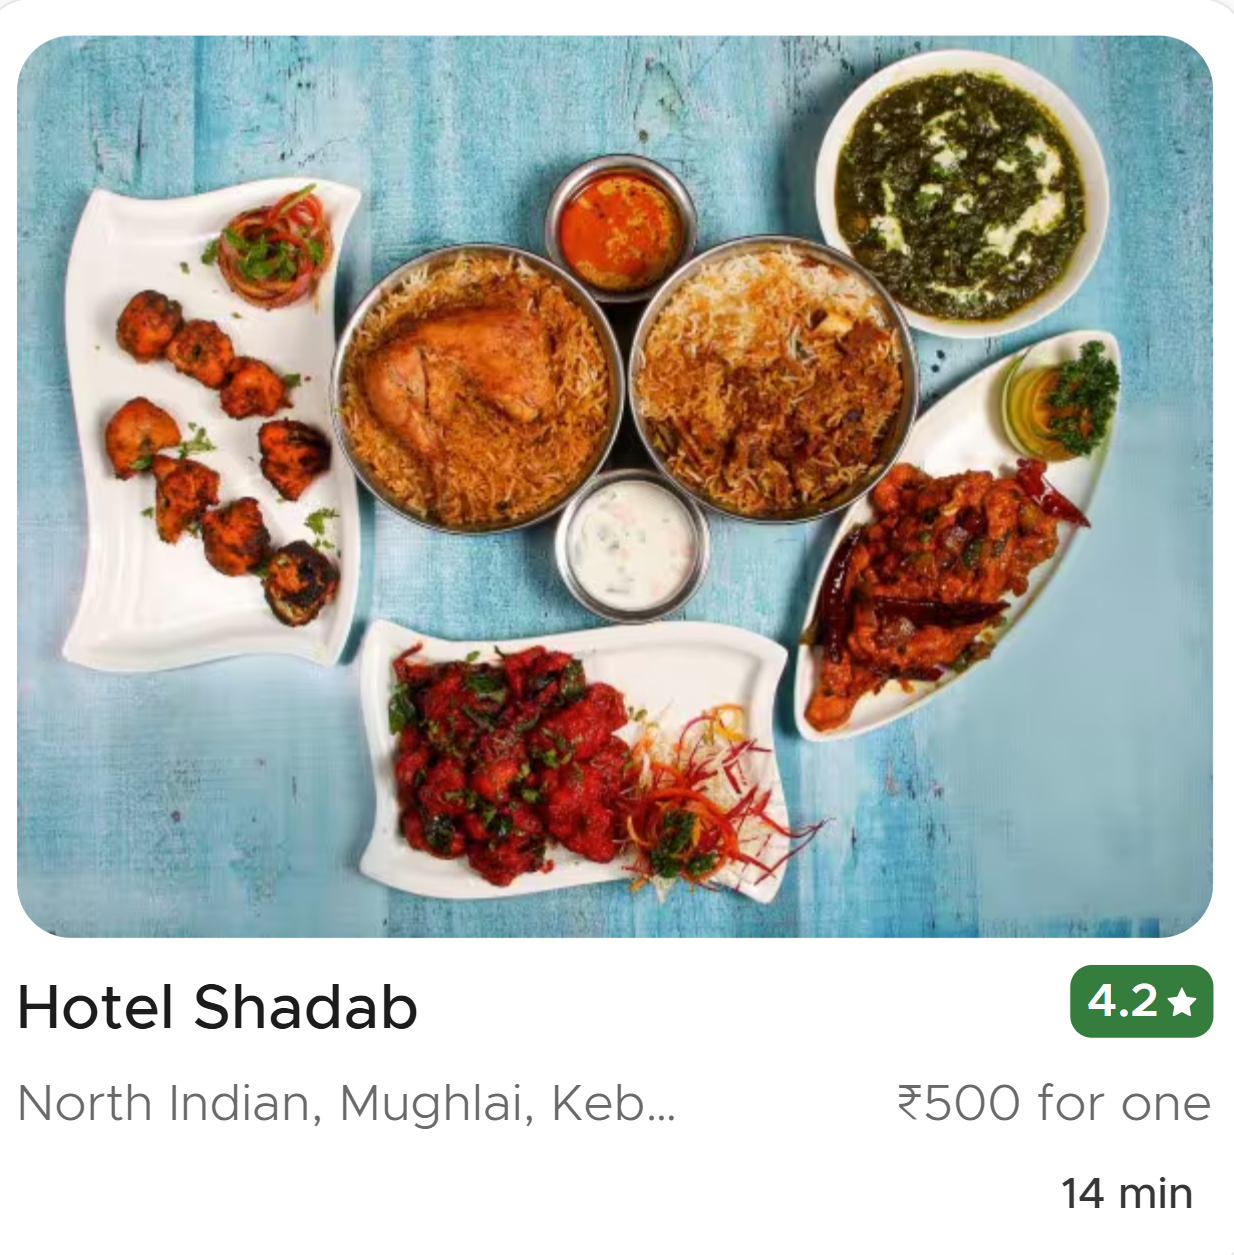 Hotel Shadab
4.2★
North Indian, Mughlai, Keb...
₹500 for one
14 min